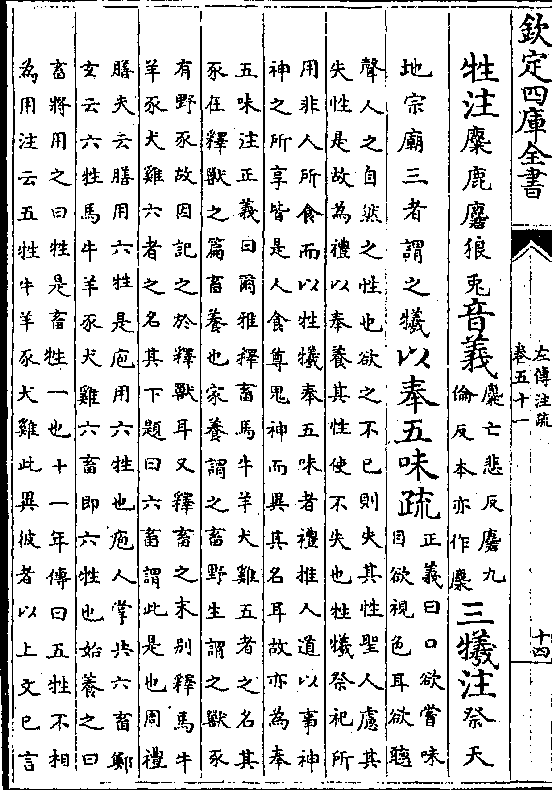 欽定四庫全書
左傳注疏
卷五十一
十四
牲注麋鹿麏狼兎音義麋亡悲反麏九
倫反本亦作麇三犧注祭天
地宗廟三者謂之犧以奉五味疏正義曰口欲嘗味
目欲視色耳欲聽
聲人之自然之性也欲之不已則失其性聖人慮其
失性是故為禮以奉養其性使不失也牲犧祭祀所
用非人所食而以牲犧奉五味者禮推人道以事神
神之所享皆是人食尊鬼神而異其名耳故亦為奉
五味注正義曰爾雅釋畜馬牛羊犬雞五者之名其
豕在釋獸之篇畜養也家養謂之畜野生謂之獸豕
有野豕故因記之於釋獸耳又釋畜之末别釋馬牛
羊豕犬雞六者之名其下題曰六畜謂此是也周禮
膳夫云膳用六牲是庖用六牲也庖人掌共六畜鄭
玄云六牲馬牛羊豕犬雞六畜即六牲也始養之曰
畜將用之曰牲是畜牲一也十一年傳曰五牲不相
為用注云五牲牛羊豕犬雞此異彼者以上文已言